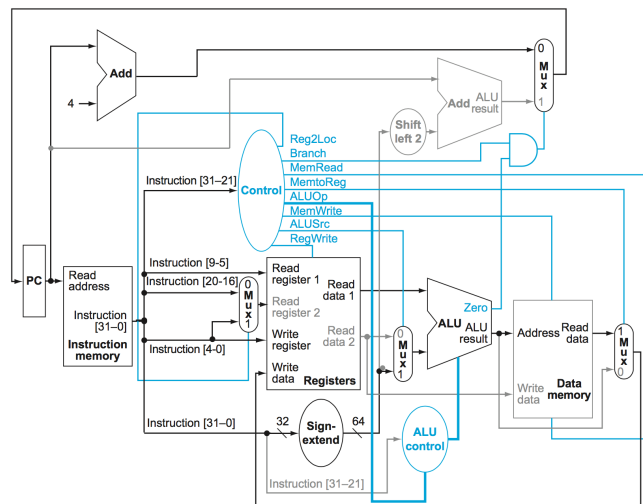 0
Add
M
u
x
4
Add
ALU
result
1
Shift
left 2
Reg2Loc
Branch
MemRead
Instruction [31–21]
Control
MemtoReg
ALUOp
MemWrite
ALUSrc
RegWrite
PC
Read
address
Instruction
[31–0]
Instruction
memory
Instruction [9-5]
Instruction [20-16]
Instruction [4-0]
0
M
u
x
1
Read
register 1
Read
register 2
Write
register
Write
data
Read
data 1
Read
data 2
Registers
0
M
u
x
1
Zero
ALU
ALU
result
Address
Read
data
Write
data
Data
memory
1
M
u
x
0
Instruction [31–0]
32
Sign-
extend
64
ALU
control
Instruction [31–21]